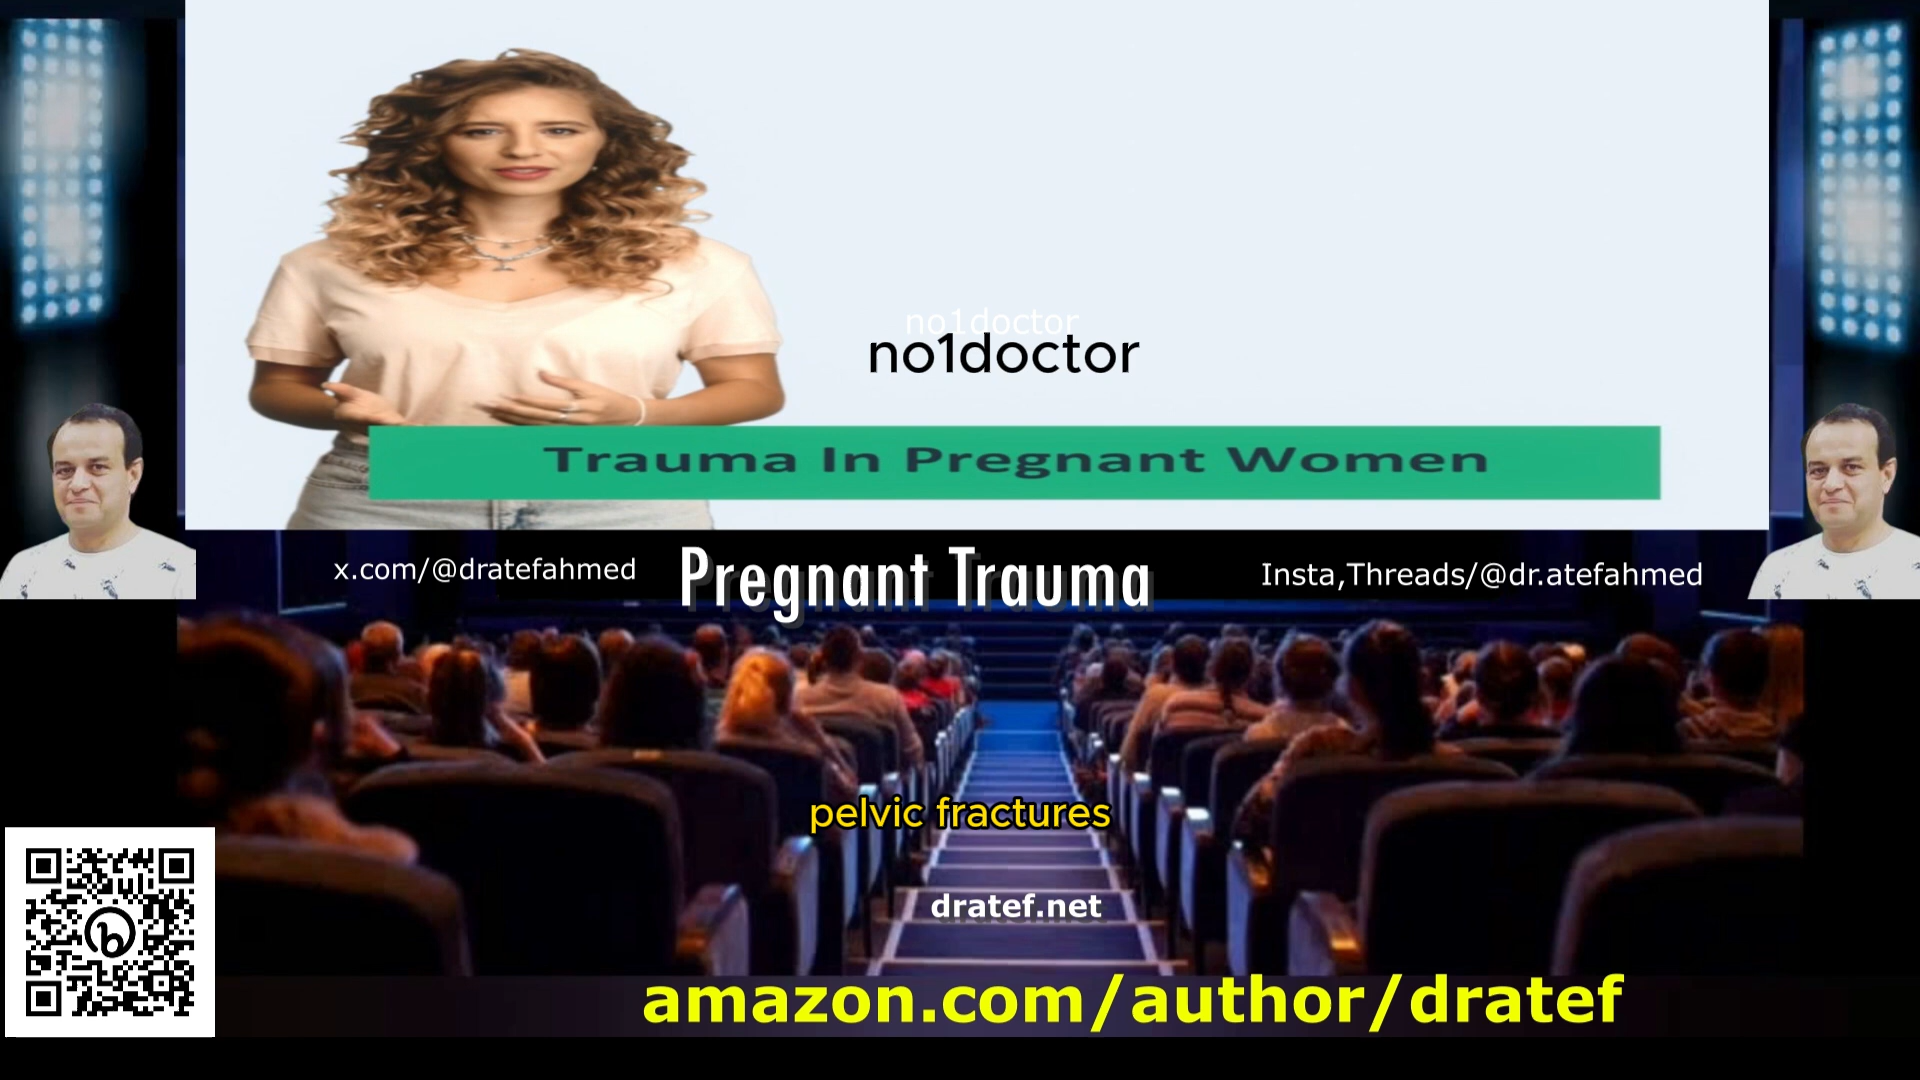 no1doctor
no1doctor
Trauma In Pregnant Women
x.com/@dratefahmed
Pregnant Trauma
Insta,Threads/@dr.atefahmed
pelvic fractures
dratef.net
amazon.com/author/dratef